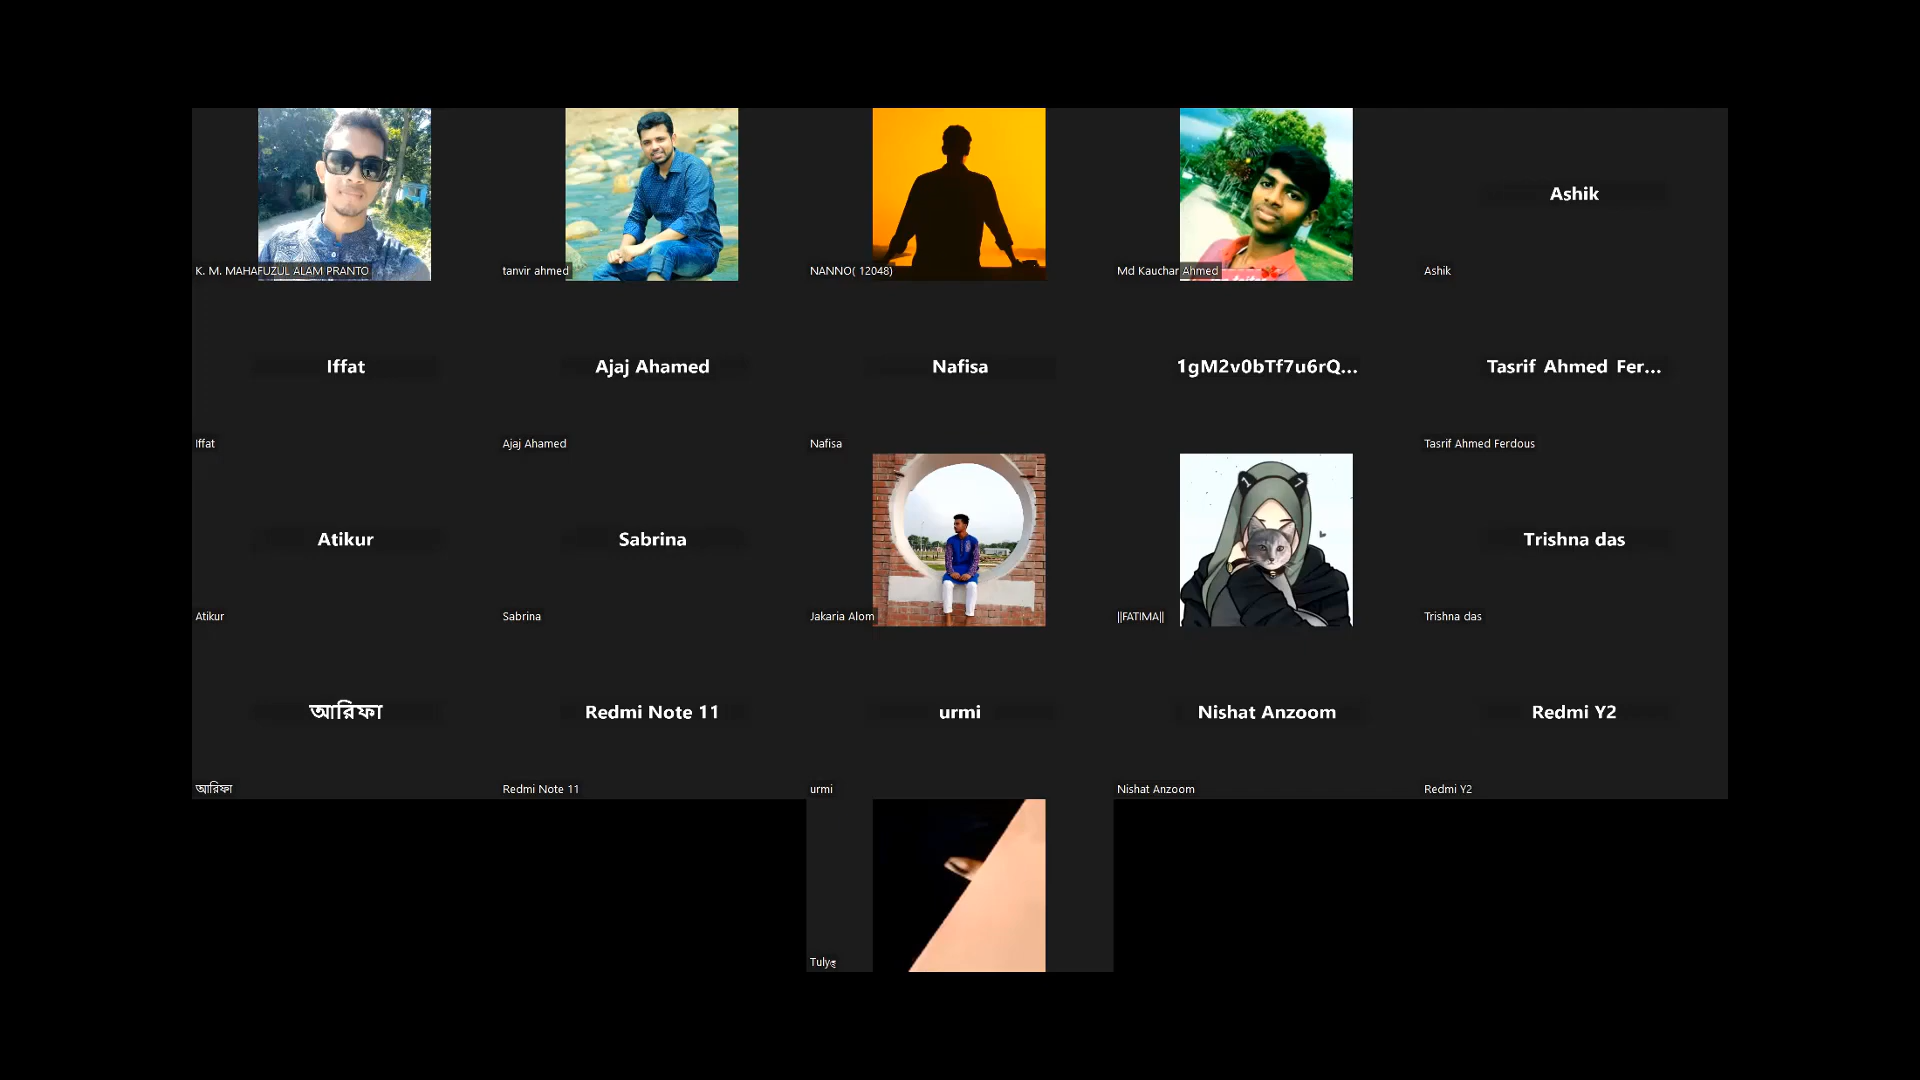 K. M. MAHAFUZUL ALAM PRANTO
tanvir ahmed
NANNO( 12048)
Md Kauchar Ahmed
Ashik
Ashik
Iffat
Ajaj Ahamed
Nafisa
1gM2v0bTf7u6rQ...
Tasrif Ahmed Fer...
Iffat
Ajaj Ahamed
Nafisa
Tasrif Ahmed Ferdous
Atikur
Sabrina
Trishna das
Atikur
Sabrina
Jakaria Alom
||FATIMA||
Trishna das
আরিফা
Redmi Note 11
urmi
Nishat Anzoom
Redmi Y2
আরিফা
Redmi Note 11
urmi
Nishat Anzoom
Redmi Y2